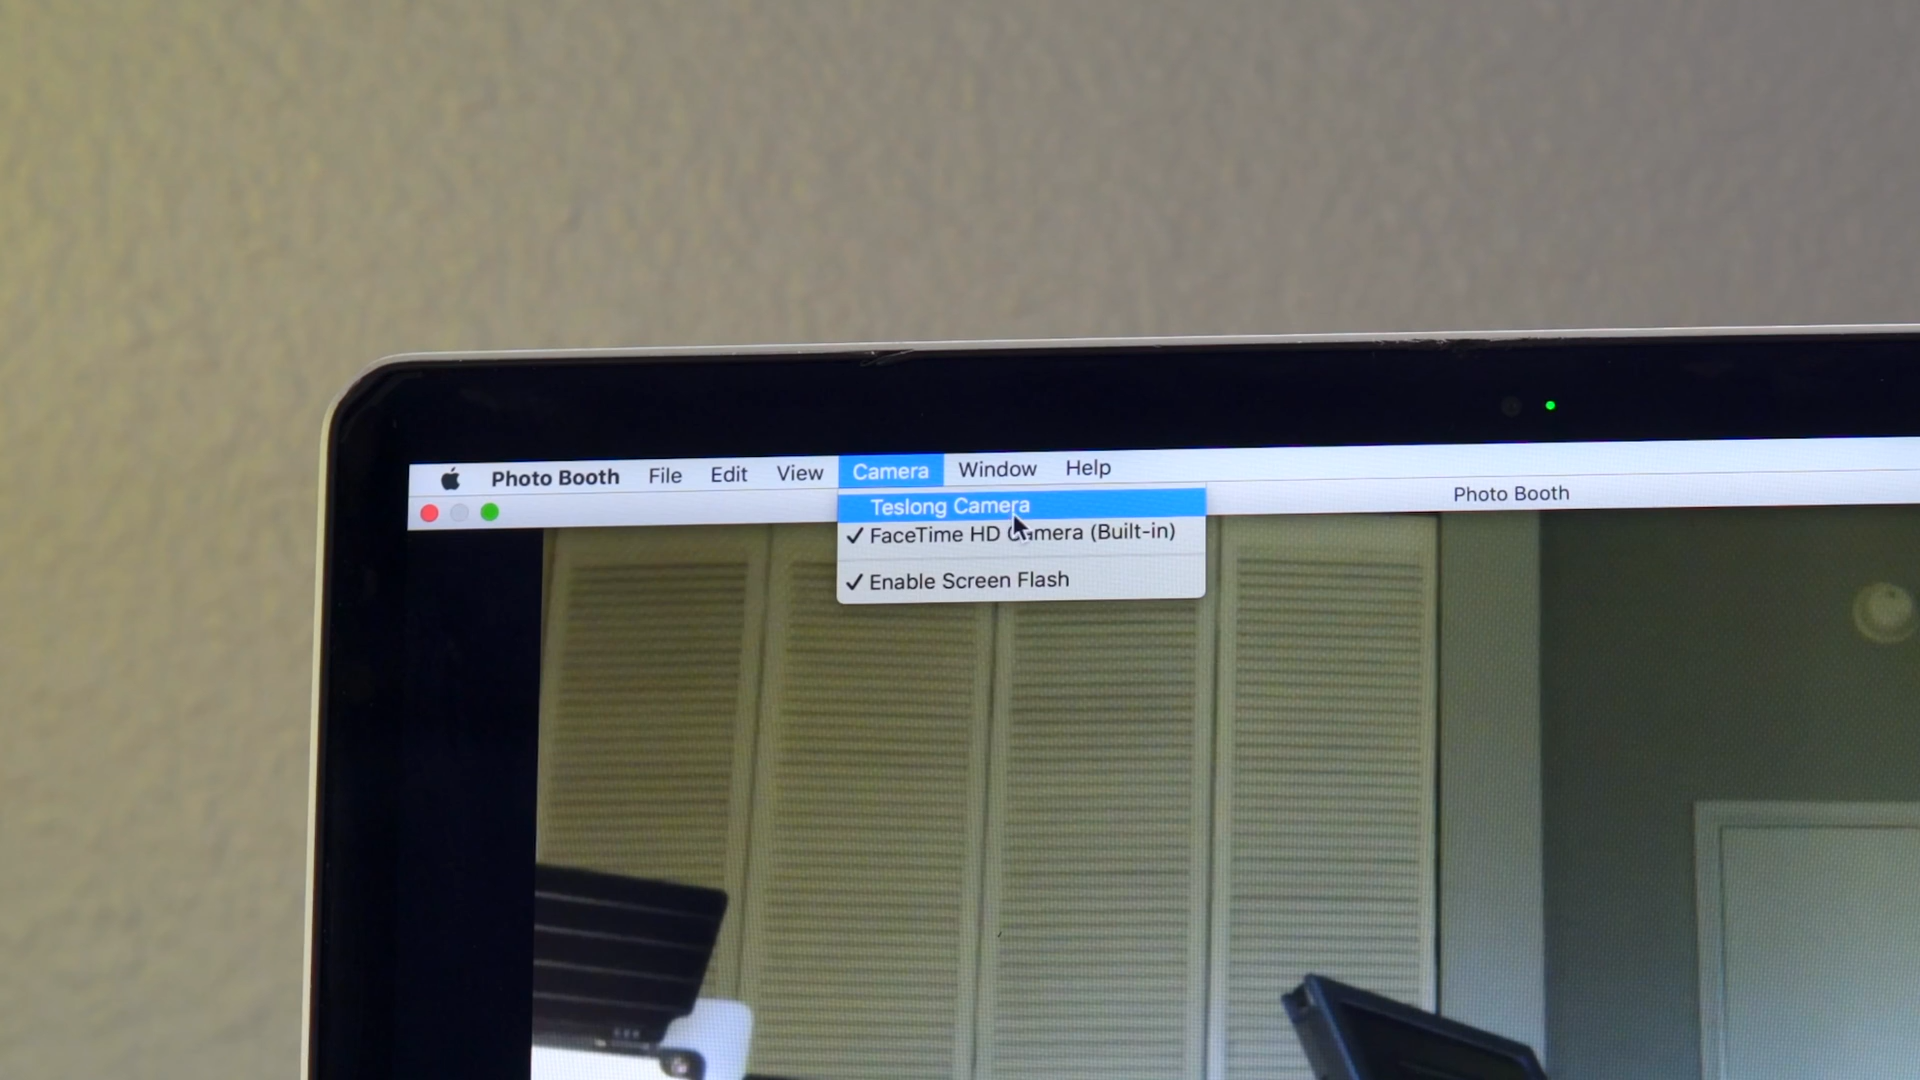 Photo Booth File Edit View Camera Window Help
Photo Booth
Teslong Camera
✓ FaceTime HD Camera (Built-in)
✓ Enable Screen Flash